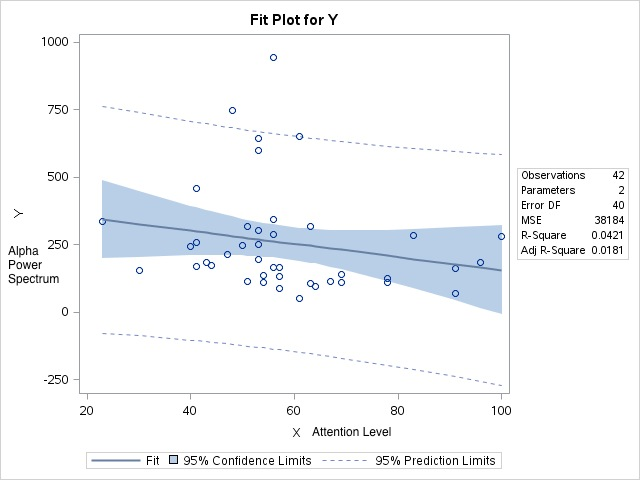 Fit Plot for Y
1000
750
500
250
0
-250
Y
Alpha
Power
Spectrum
20
40
60
80
100
X Attention Level
Observations 42
Parameters 2
Error DF 40
MSE 38184
R-Square 0.0421
Adj R-Square 0.0181
Fit 95% Confidence Limits 95% Prediction Limits